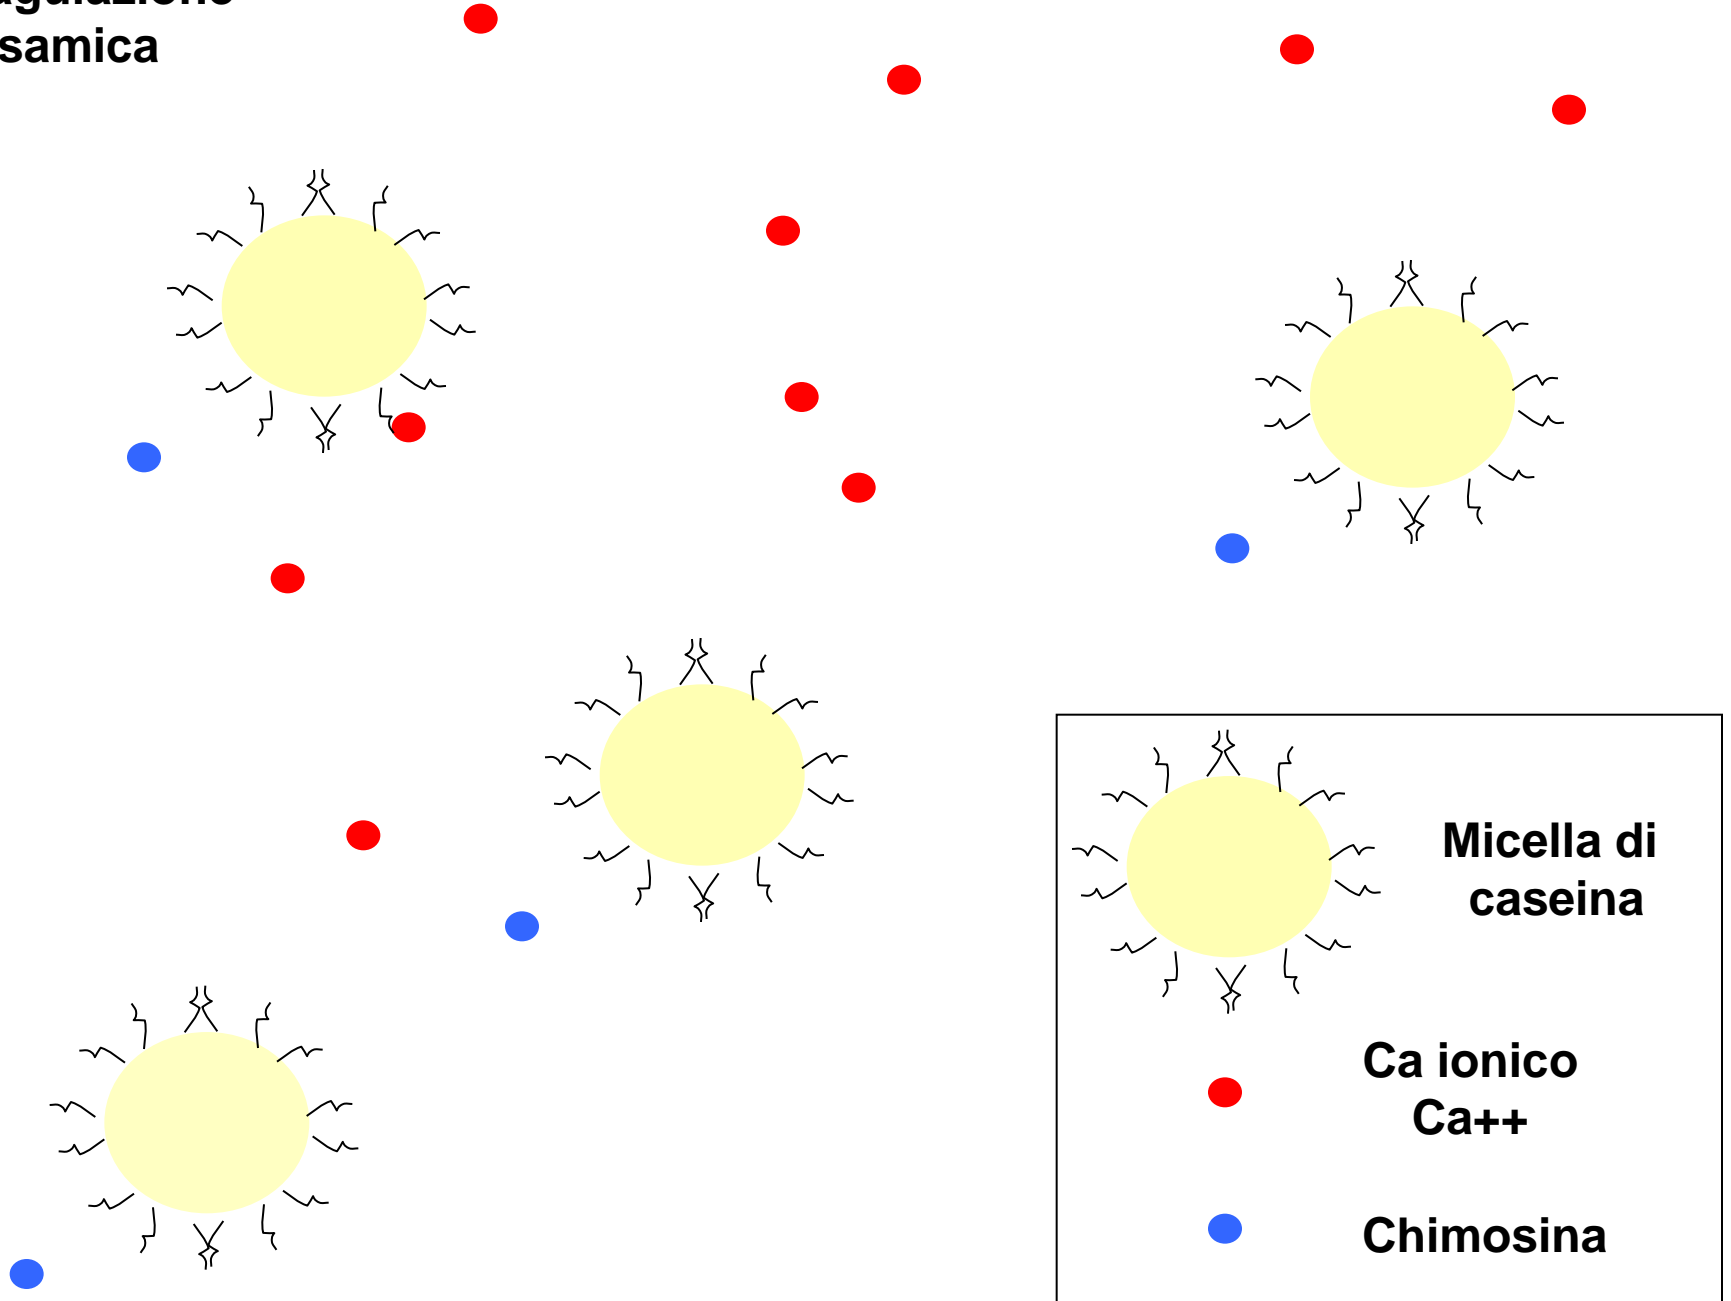 samica
Micella di
caseina
Ca ionico
Ca++
Chimosina